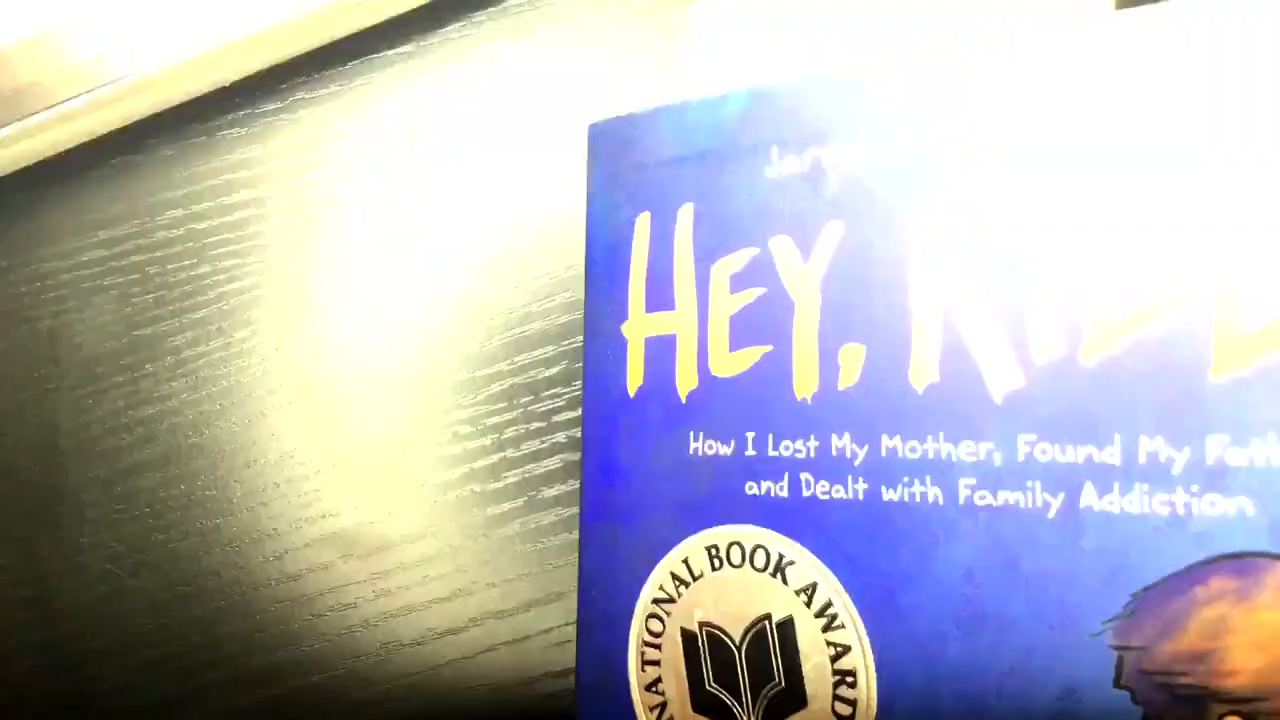 HEY,
How I Lost My Mother, Found My
and Dealt with Family Addiction
NATIONAL BOOK AWARD